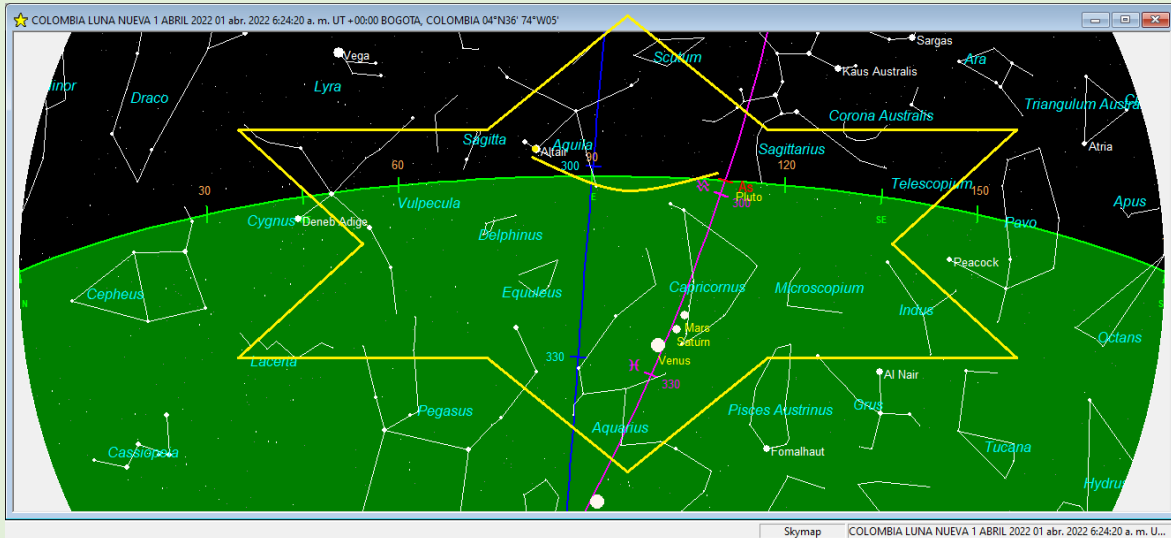 COLOMBIA LUNA NUEVA 1 ABRIL 2022 01 abr. 2022 6:24:20 a. m. UT +00:00 BOGOTA, COLOMBIA 04°N36' 74°W05'
Sargas
Vega
Scutum
Ara
Kaus Australis
Lyra
Draco
Corona Australis
Sagitta
Aquila
Altair
Sagittarius
Atria
90
300
60
120
30
Telescopium
150
As
Pluto
300
E
Vulpecula
Apus
Cygnus
Deneb Adige
SE
Pavo
Delphinus
Peacock
Capricornus
Microscopium
Cepheus
Equuleus
N
Indus
Mars
Octans
Saturn
330
Venus
Lacerta
Al Nair
330
Pegasus
Pisces Austrinus
Grus
Aquarius
Cassiopeia
Fomalhaut
Tucana
Hydrus
Skymap
COLOMBIA LUNA NUEVA 1 ABRIL 2022 01 abr. 2022 6:24:20 a. m. U...